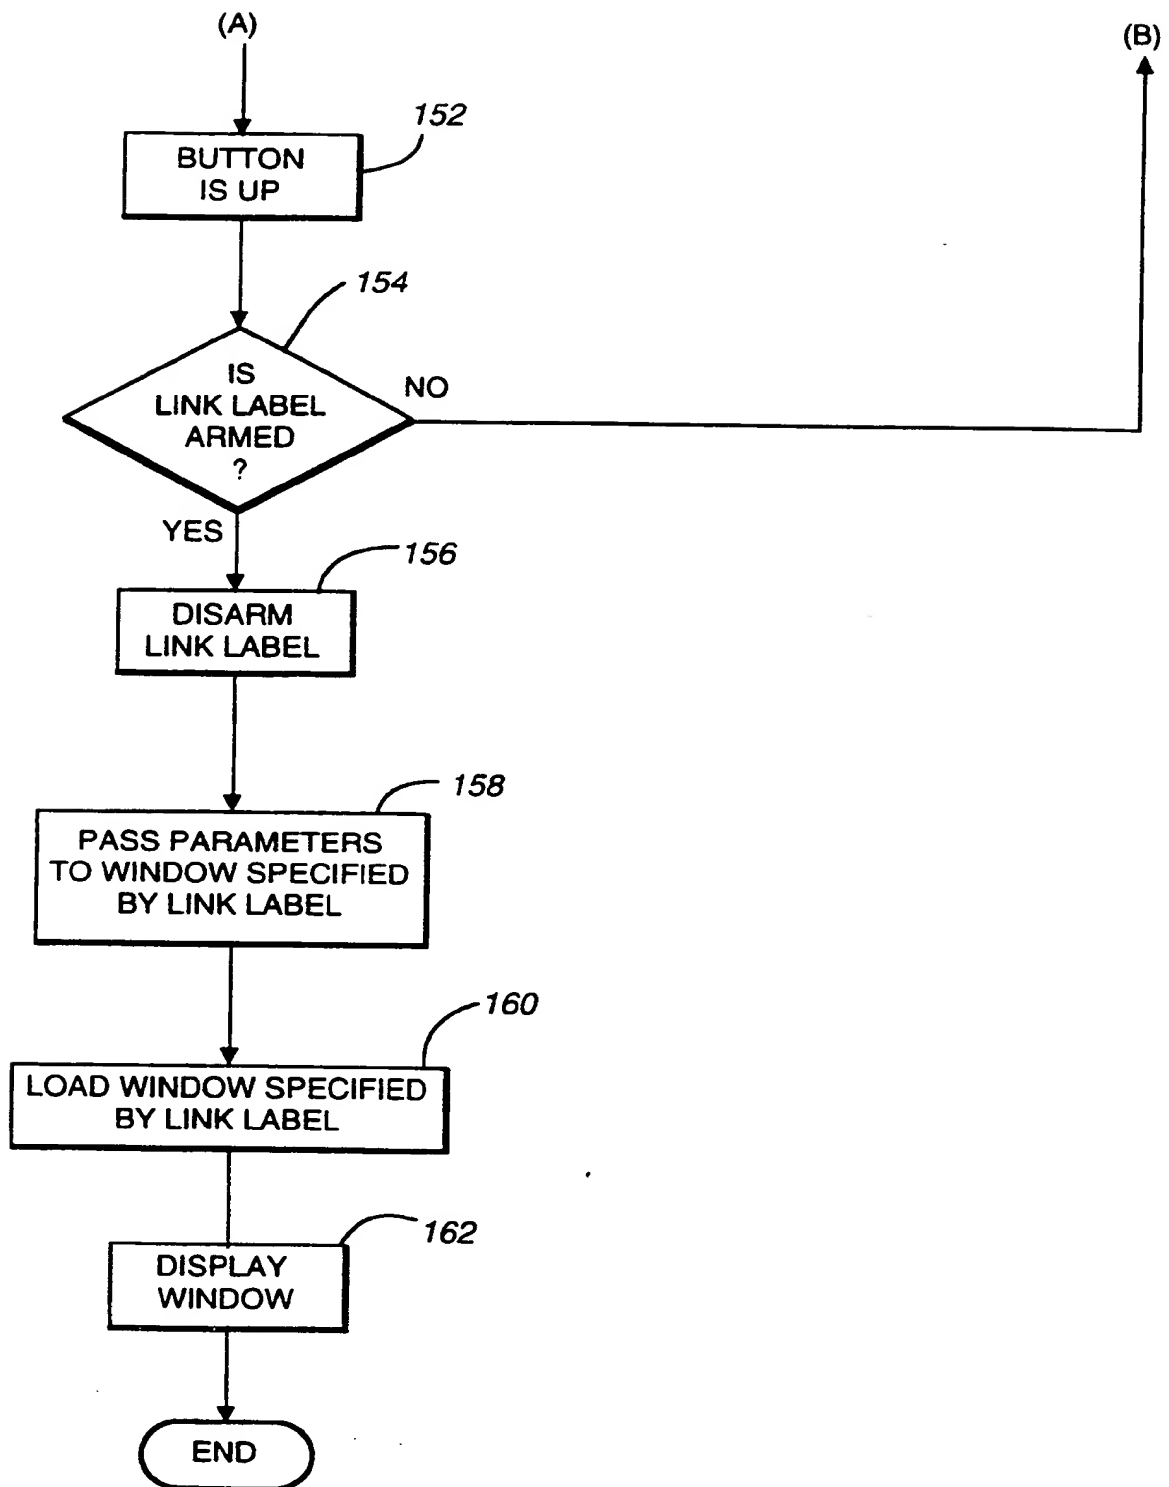 (A)
(B)
152
BUTTON
IS UP
154
IS
LINK LABEL
ARMED
?
NO
YES
156
DISARM
LINK LABEL
158
PASS PARAMETERS
TO WINDOW SPECIFIED
BY LINK LABEL
160
LOAD WINDOW SPECIFIED
BY LINK LABEL
162
DISPLAY
WINDOW
END